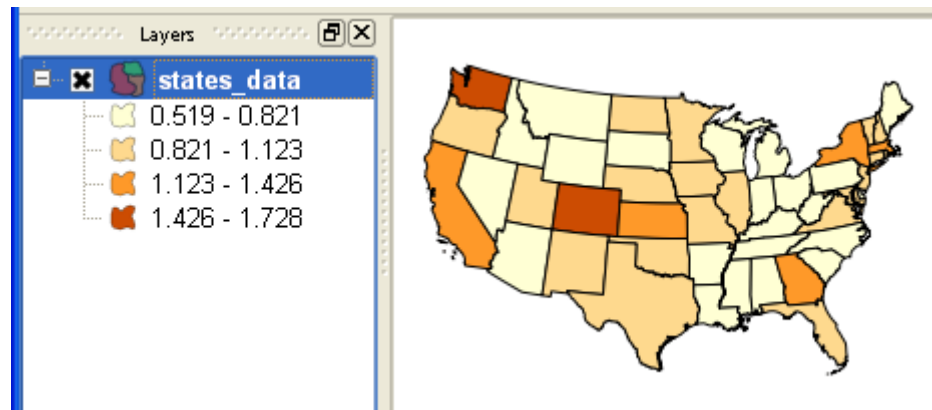 Layers
states_data
0.519 - 0.821
0.821 - 1.123
1.123 - 1.426
1.426 - 1.728